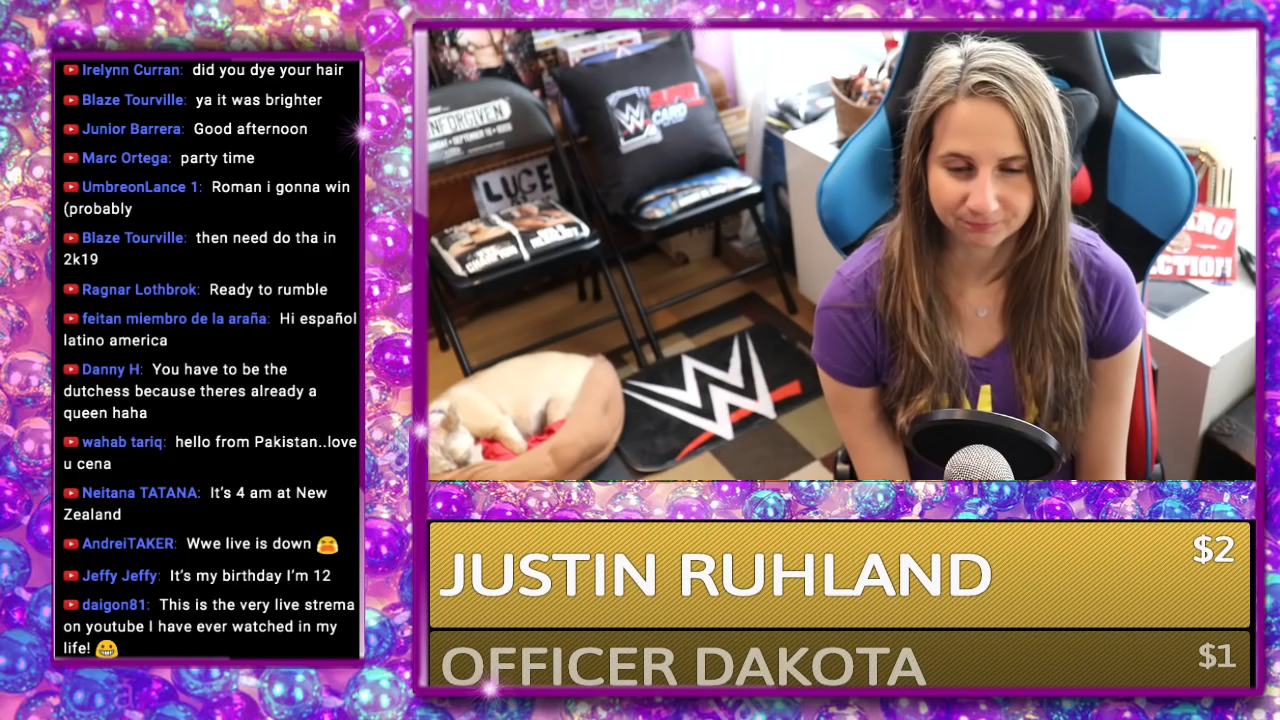 Irelynn Curran: did you dye your hair
Blaze Tourville: ya it was brighter
Junior Barrera: Good afternoon
Marc Ortega: party time
UmbreonLance 1: Roman i gonna win
(probably
Blaze Tourville: then need do tha in
2k19
Ragnar Lothbrok: Ready to rumble
feitan miembro de la araña: Hi español
latino america
Danny H: You have to be the
dutchess because theres already a
queen haha
wahab tariq: hello from Pakistan..love
u cena
Neitana TATANA: It's 4 am at New
Zealand
AndreiTAKER: Wwe live is down 😫
Jeffy Jeffy: It's my birthday I'm 12
daigon81: This is the very live strema
on youtube I have ever watched in my
life! 😬
NFORGIVEN
W
CARD
LUGE
W
CTION!
JUSTIN RUHLAND $2
OFFICER DAKOTA $1